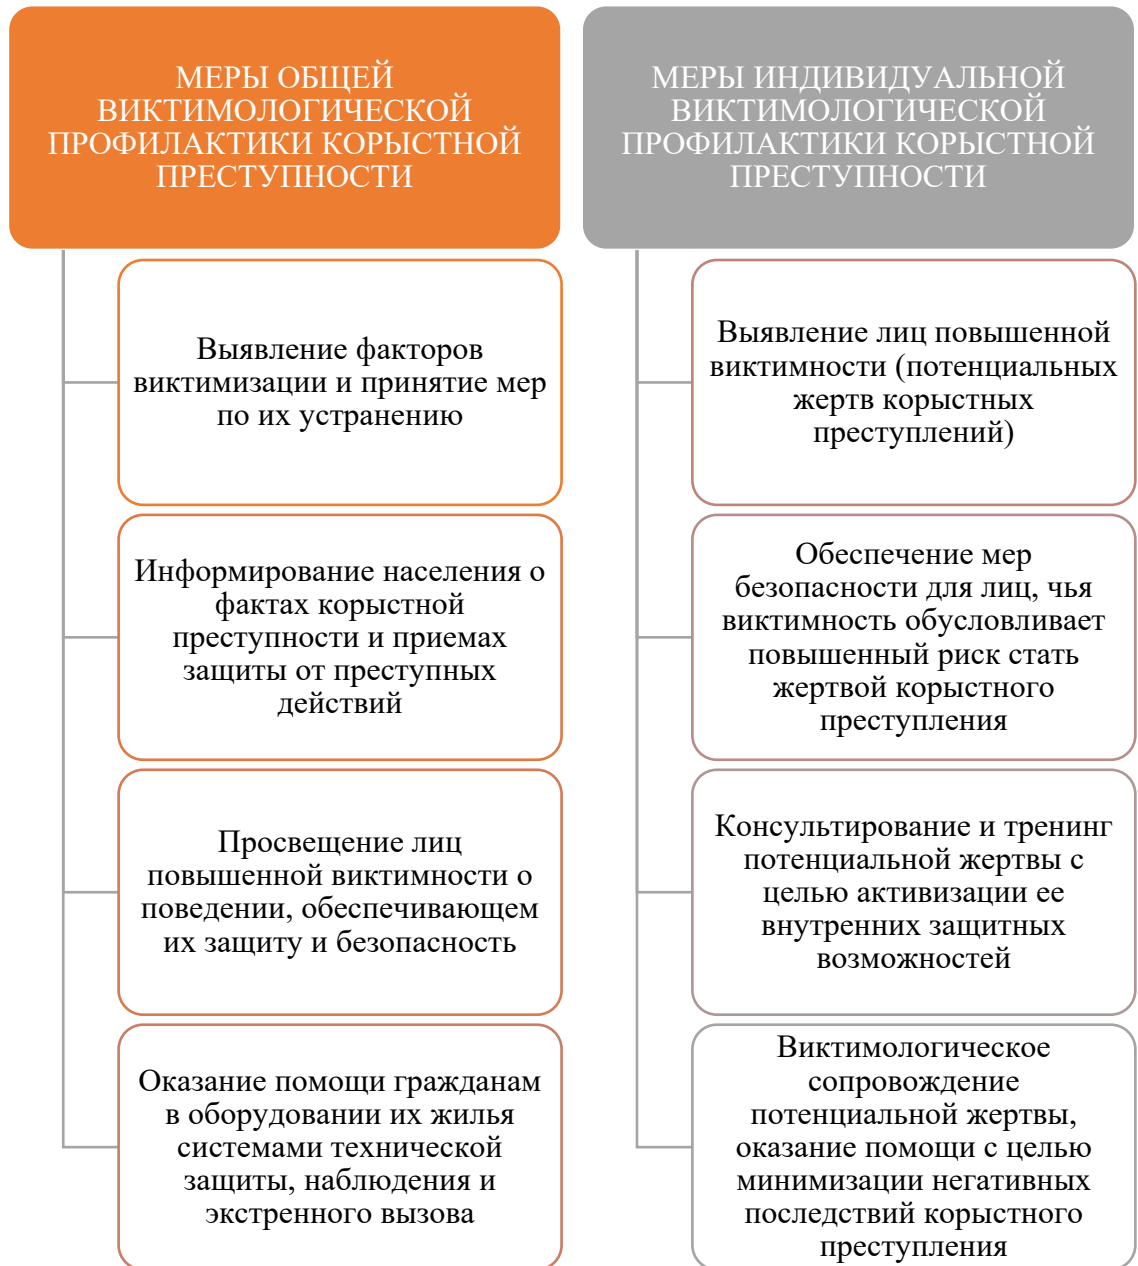 МЕРЫ ОБЩЕЙ
ВИКТИМОЛОГИЧЕСКОЙ
ПРОФИЛАКТИКИ КОРЫСТНОЙ
ПРЕСТУПНОСТИ
Выявление факторов
виктимизации и принятие мер
по их устранению
Информирование населения о
фактах корыстной
преступности и приемах
защиты от преступных
действий
Просвещение лиц
повышенной виктимности о
поведении, обеспечивающем
их защиту и безопасность
Оказание помощи гражданам
в оборудовании их жилья
системами технической
защиты, наблюдения и
экстренного вызова
МЕРЫ ИНДИВИДУАЛЬНОЙ
ВИКТИМОЛОГИЧЕСКОЙ
ПРОФИЛАКТИКИ КОРЫСТНОЙ
ПРЕСТУПНОСТИ
Выявление лиц повышенной
виктимности (потенциальных
жертв корыстных
преступлений)
Обеспечение мер
безопасности для лиц, чья
виктимность обусловливает
повышенный риск стать
жертвой корыстного
преступления
Консультирование и тренинг
потенциальной жертвы с
целью активизации ее
внутренних защитных
возможностей
Виктимологическое
сопровождение
потенциальной жертвы,
оказание помощи с целью
минимизации негативных
последствий корыстного
преступления